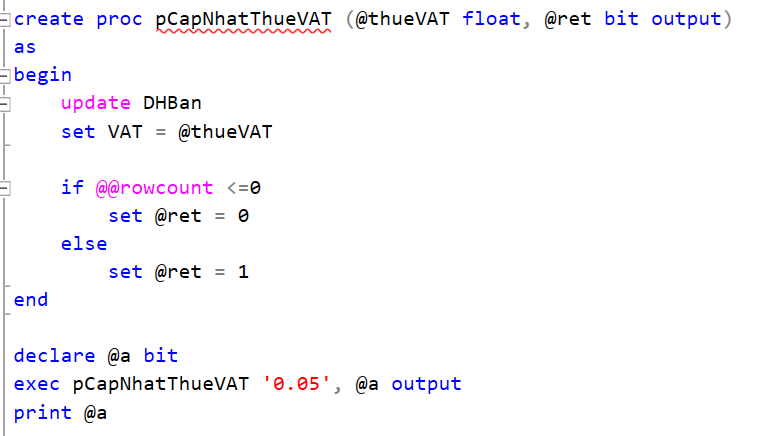 create proc pCapNhatThueVAT (@thueVAT float, @ret bit output)
as
begin
update DHBan
set VAT = @thueVAT
if @@rowcount <=0
set @ret = 0
else
set @ret = 1
end
declare @a bit
exec pCapNhatThueVAT '0.05', @a output
print @a